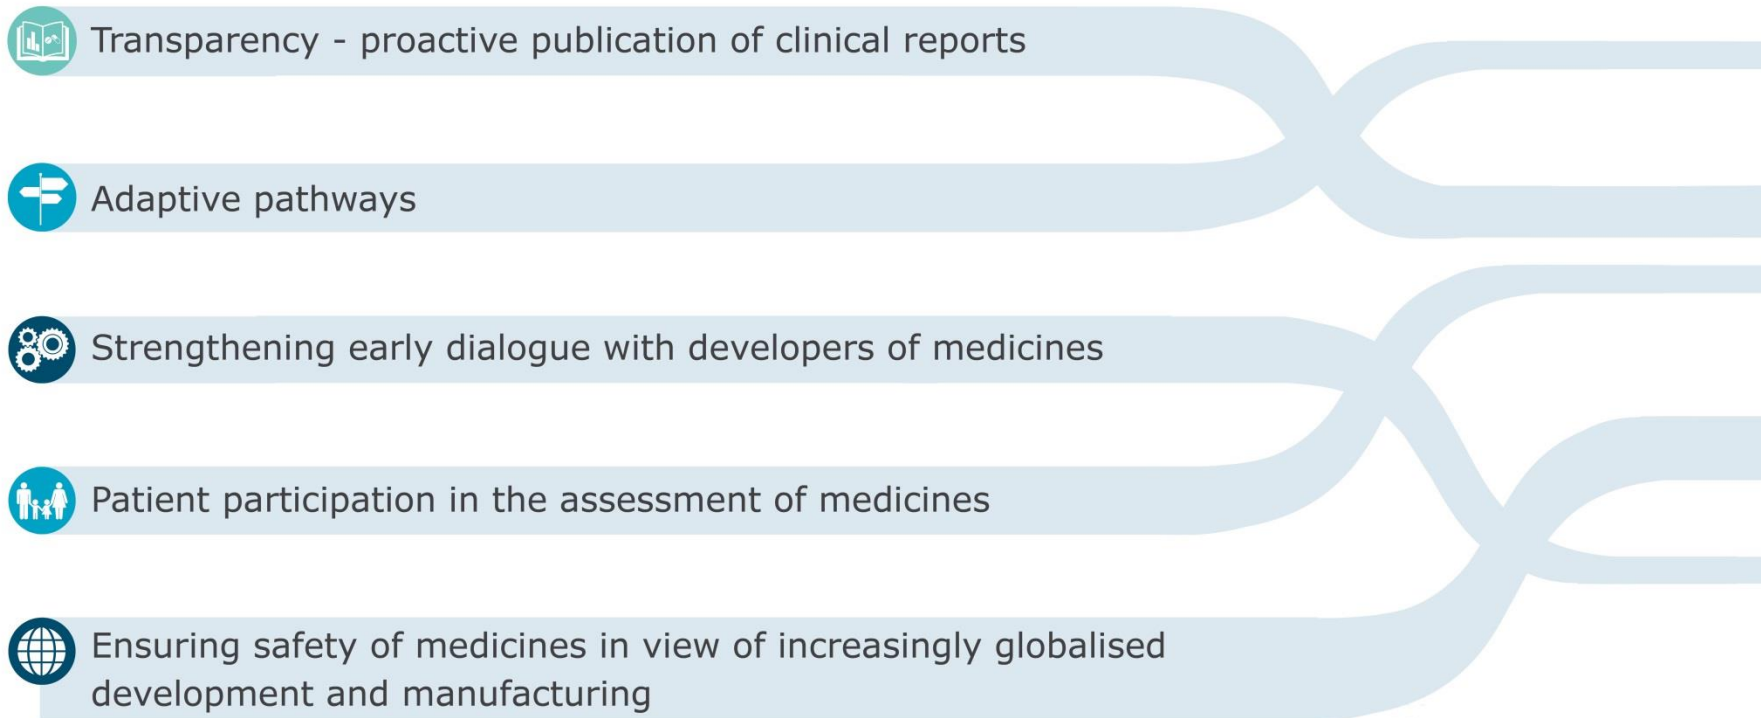 Transparency - proactive publication of clinical reports
Adaptive pathways
Strengthening early dialogue with developers of medicines
Patient participation in the assessment of medicines
Ensuring safety of medicines in view of increasingly globalised
development and manufacturing